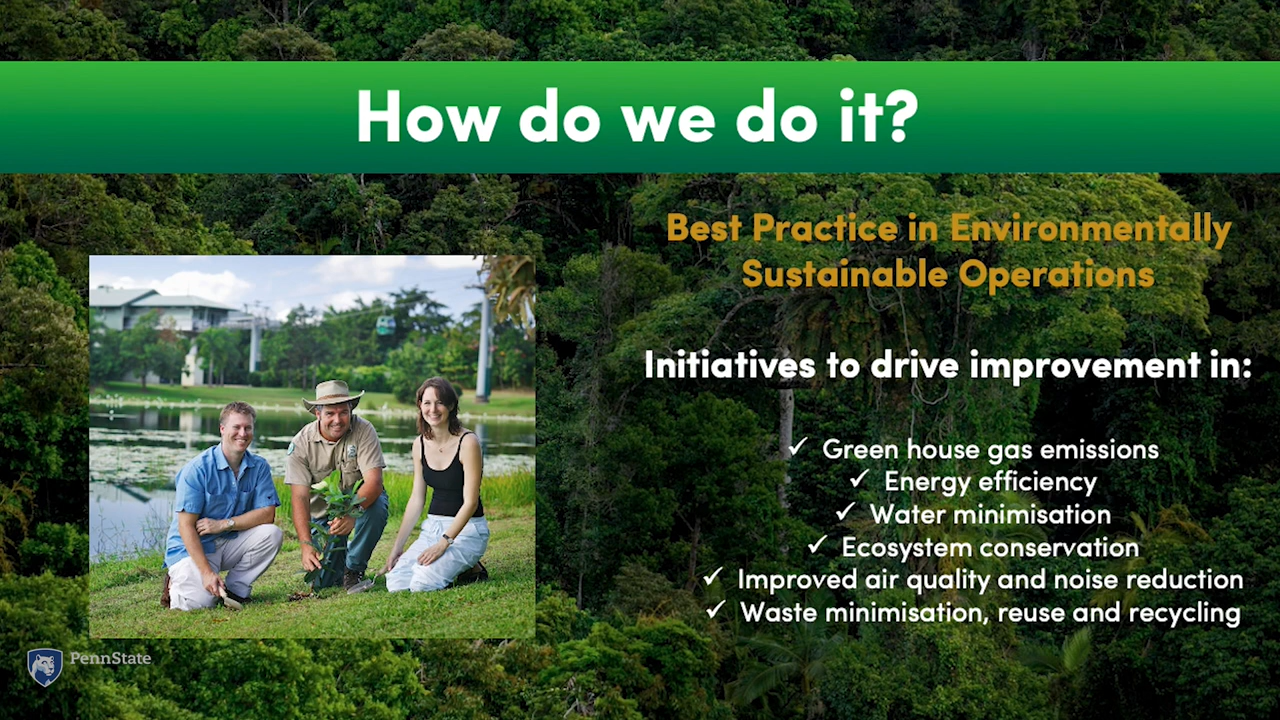 How do we do it?
Best Practice in Environmentally
Sustainable Operations
Initiatives to drive improvement in:
✓ Green house gas emissions
✓ Energy efficiency
✓ Water minimisation
✓ Ecosystem conservation
✓ Improved air quality and noise reduction
✓ Waste minimisation, reuse and recycling
PennState